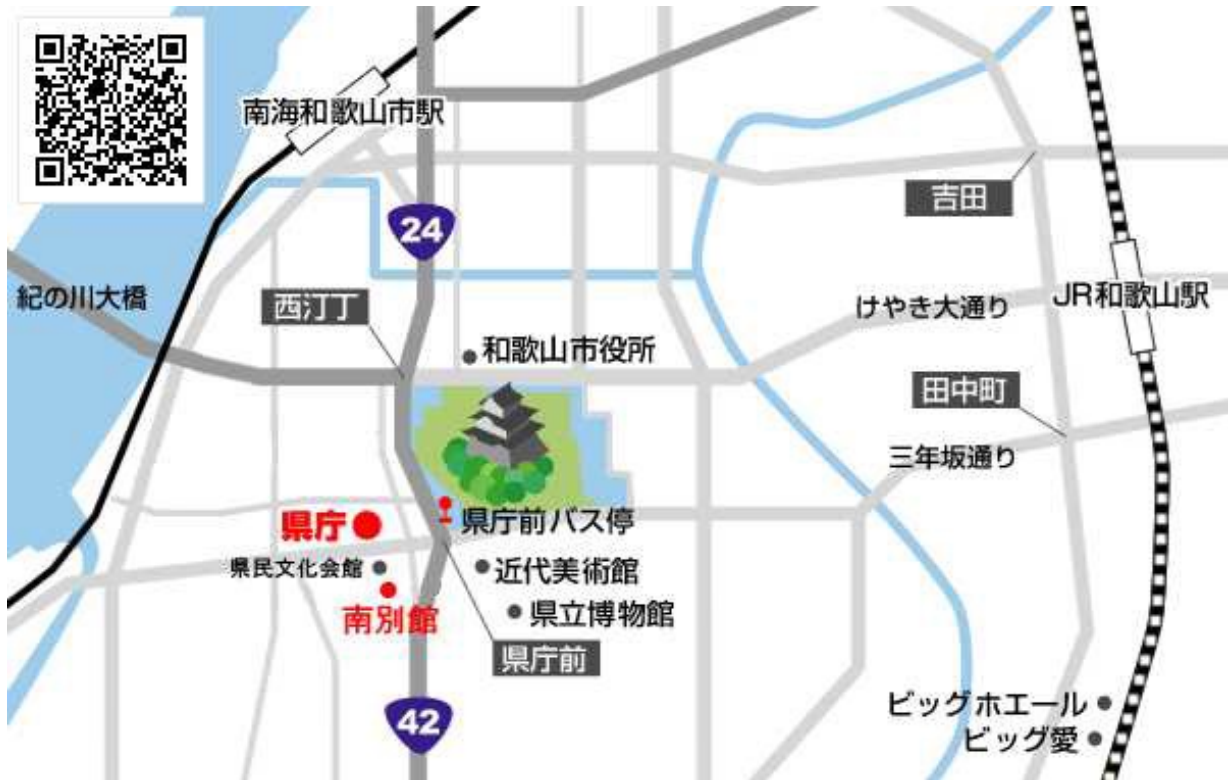 南海和歌山市駅
吉田
24
紀の川大橋
西汀丁
けやき大通り
JR和歌山駅
和歌山市役所
田中町
三年坂通り
県庁
県庁前バス停
県民文化会館
近代美術館
南別館
県立博物館
県庁前
42
ビッグホエール
ビッグ愛